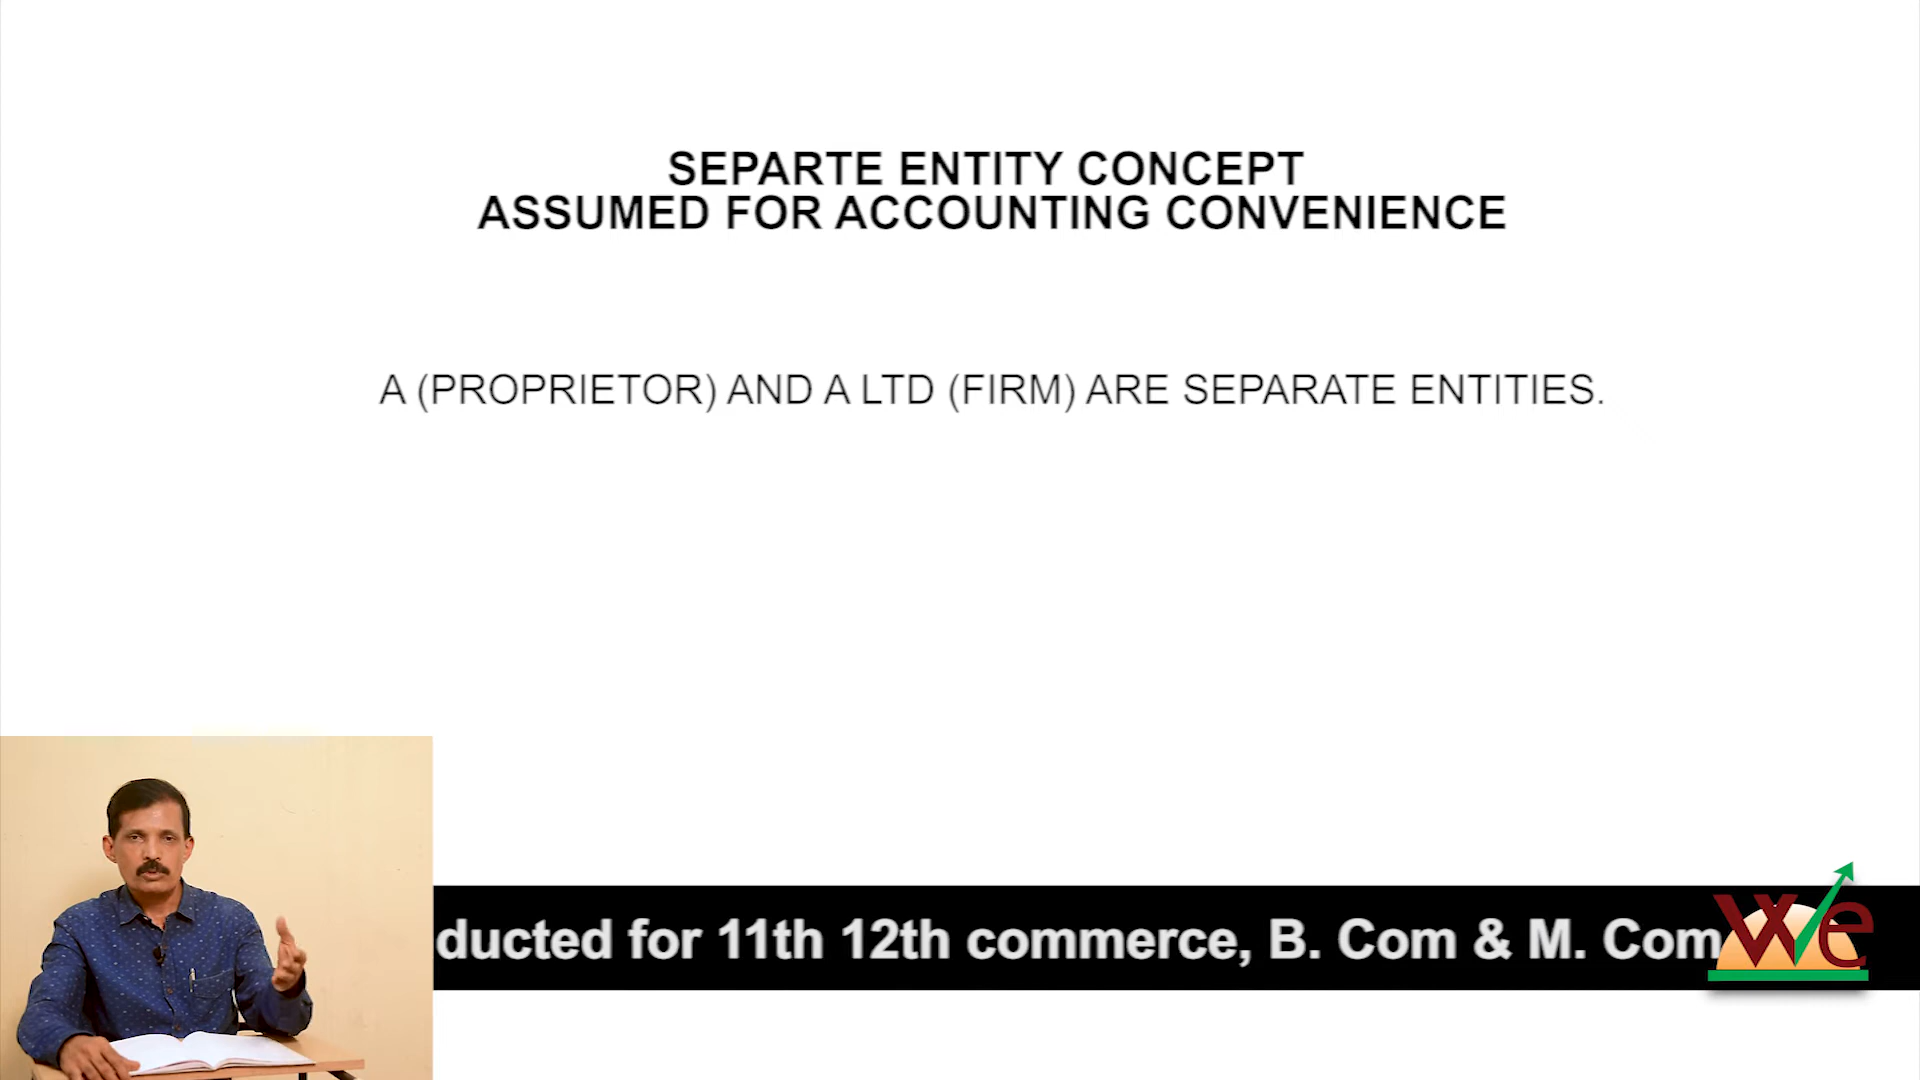 SEPARTE ENTITY CONCEPT
ASSUMED FOR ACCOUNTING CONVENIENCE
A (PROPRIETOR) AND A LTD (FIRM) ARE SEPARATE ENTITIES.
ducted for 11th 12th commerce, B. Com & M. Com
We